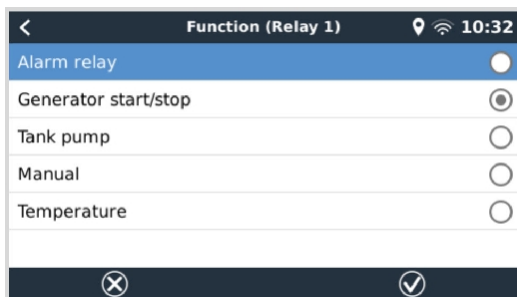 Function (Relay 1) 10:32
Alarm relay
Generator start/stop
Tank pump
Manual
Temperature